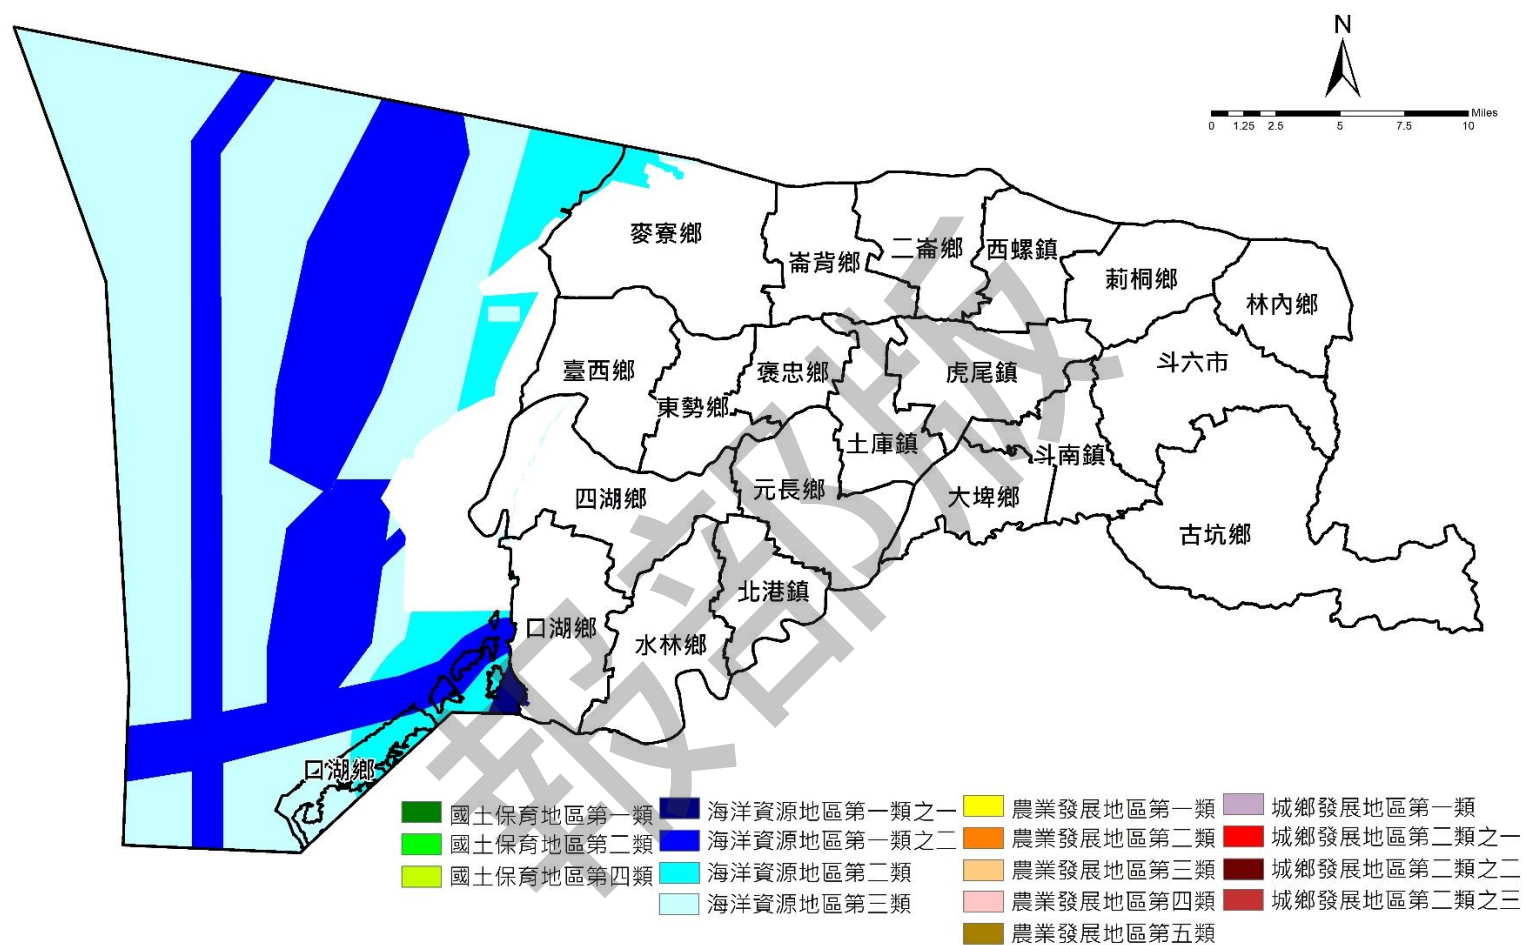 N
Miles
0 1.25 2.5 5 7.5 10
麥寮鄉
崙背鄉
二崙鄉
西螺鎮
莿桐鄉
林內鄉
臺西鄉
東勢鄉
褒忠鄉
虎尾鎮
斗六市
土庫鎮
斗南鎮
四湖鄉
元長鄉
大埤鄉
古坑鄉
口湖鄉
水林鄉
北港鎮
口湖鄉
報部版
國土保育地區第一類
國土保育地區第二類
國土保育地區第四類
海洋資源地區第一類之一
海洋資源地區第一類之二
海洋資源地區第二類
海洋資源地區第三類
農業發展地區第一類
農業發展地區第二類
農業發展地區第三類
農業發展地區第四類
農業發展地區第五類
城鄉發展地區第一類
城鄉發展地區第二類之一
城鄉發展地區第二類之二
城鄉發展地區第二類之三